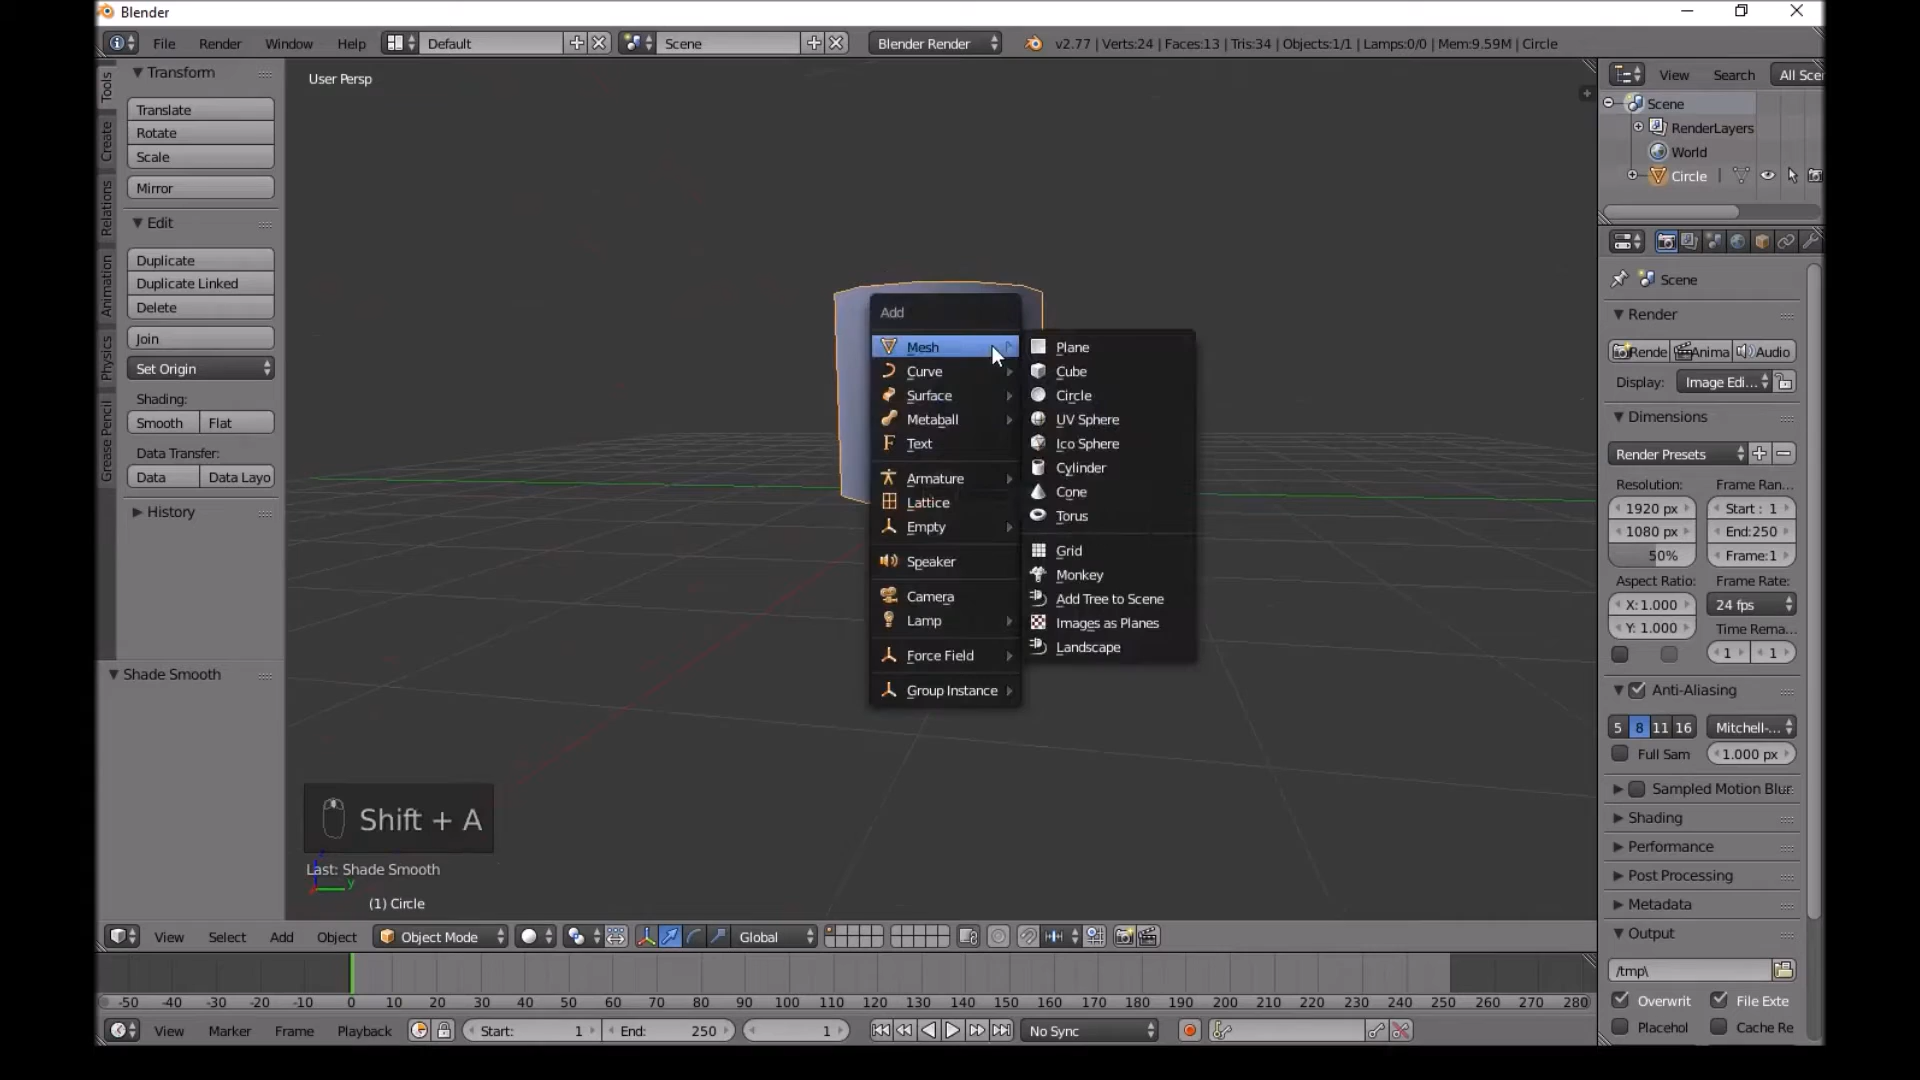 Blender
File Render Window Help Default Scene Blender Render v2.77 | Verts:24 | Faces:13 | Tris:34 | Objects:1/1 | Lamps:0/0 | Mem:9.59M | Circle
Tools
Create
Relations
Animation
Physics
Grease Pencil
Transform
Translate
Rotate
Scale
Mirror
Edit
Duplicate
Duplicate Linked
Delete
Join
Set Origin
Shading:
Smooth Flat
Data Transfer:
Data Data Layo
History
Shade Smooth
User Persp
Add
Mesh
Curve
Surface
Metaball
Text
Armature
Lattice
Empty
Speaker
Camera
Lamp
Force Field
Group Instance
Plane
Cube
Circle
UV Sphere
Ico Sphere
Cylinder
Cone
Torus
Grid
Monkey
Add Tree to Scene
Images as Planes
Landscape
Shift + A
Last: Shade Smooth
y
(1) Circle
View Search All Scer
Scene
RenderLayers
World
Circle
Scene
Render
Rende Anima Audio
Display: Image Edi...
Dimensions
Render Presets
Resolution: Frame Ran...
1920 px Start : 1
1080 px End:250
50% Frame:1
Aspect Ratio: Frame Rate:
X:1.000 24 fps
Y: 1.000 Time Rema...
1 1
Anti-Aliasing
5 8 11 16 Mitchell-...
Full Sam 1.000 px
Sampled Motion Blur
Shading
Performance
Post Processing
Metadata
Output
/tmp\
Overwrit File Exte
Placehol Cache Re
View Select Add Object Object Mode Global
-50 -40 -30 -20 -10 0 10 20 30 40 50 60 70 80 90 100 110 120 130 140 150 160 170 180 190 200 210 220 230 240 250 260 270 280
View Marker Frame Playback Start: 1 End: 250 1 No Sync